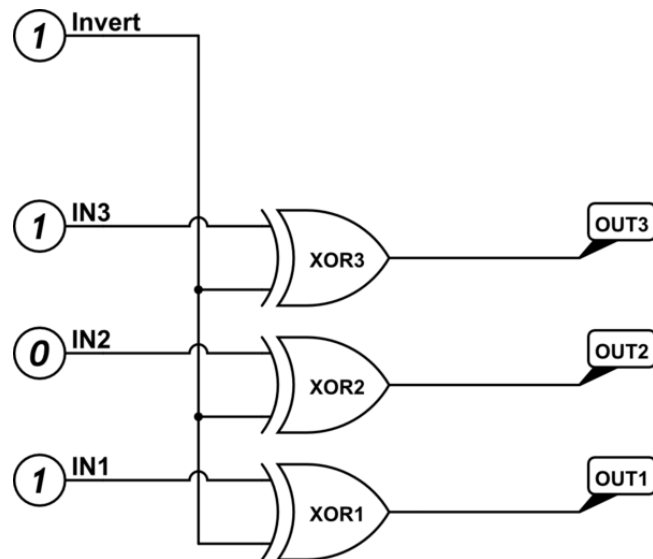 1 Invert
1 IN3
XOR3
OUT3
0 IN2
XOR2
OUT2
1 IN1
XOR1
OUT1